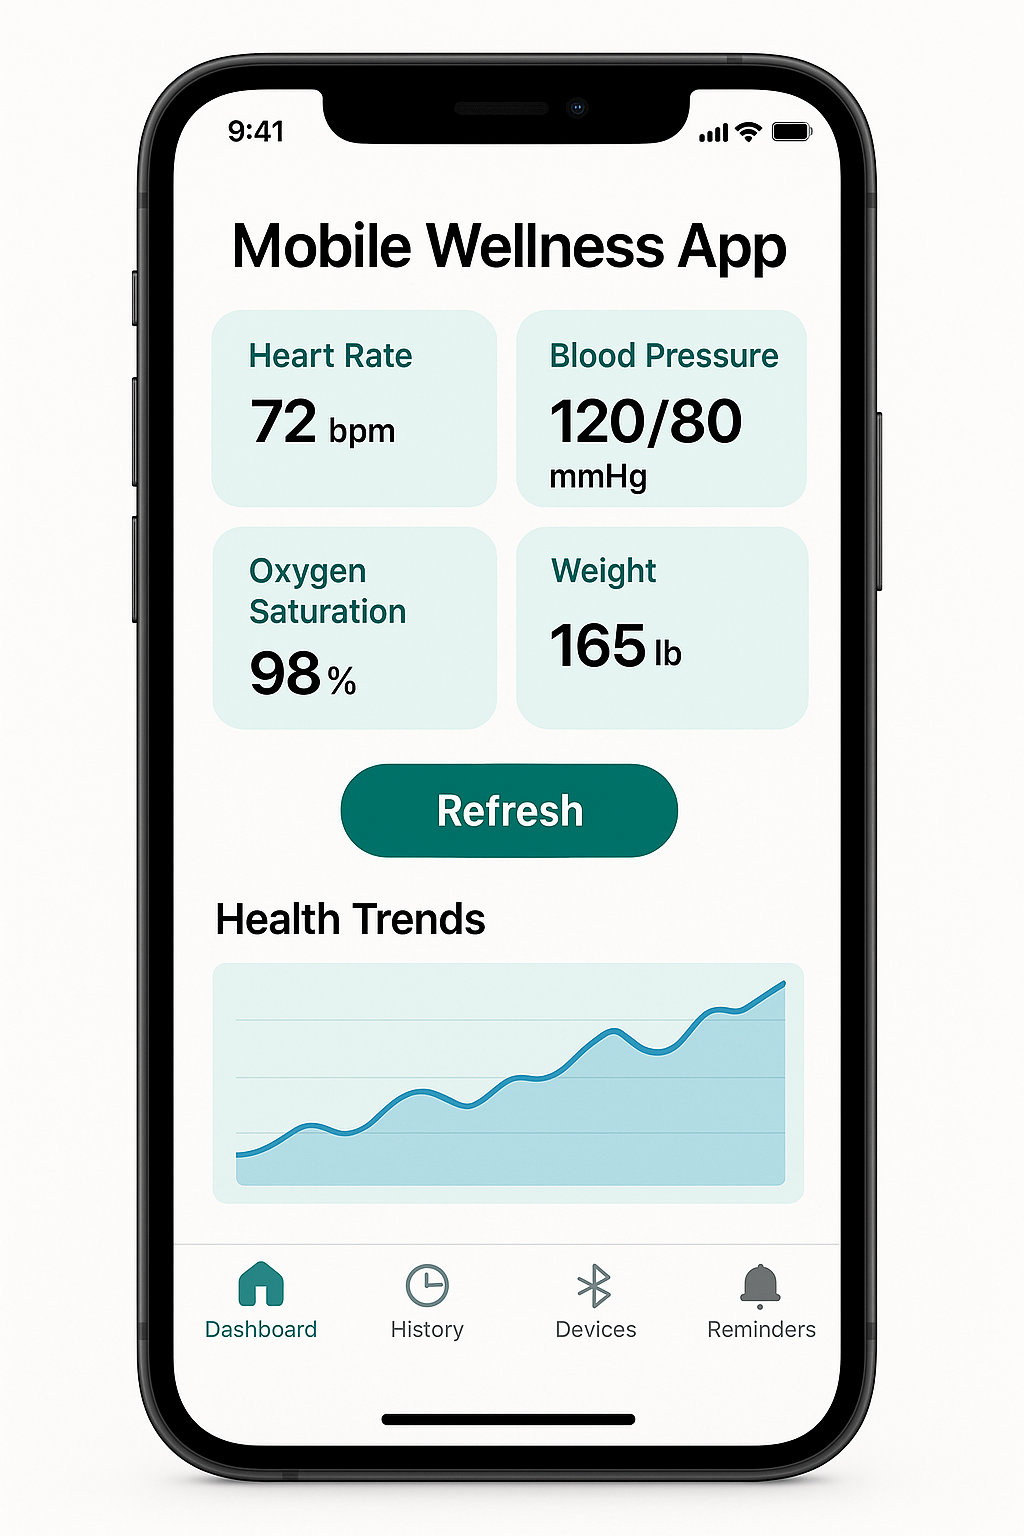 9:41
Mobile Wellness App
Heart Rate
72 bpm
Blood Pressure
120/80
mmHg
Oxygen
Saturation
98 %
Weight
165 lb
Refresh
Health Trends
Dashboard
History
Devices
Reminders